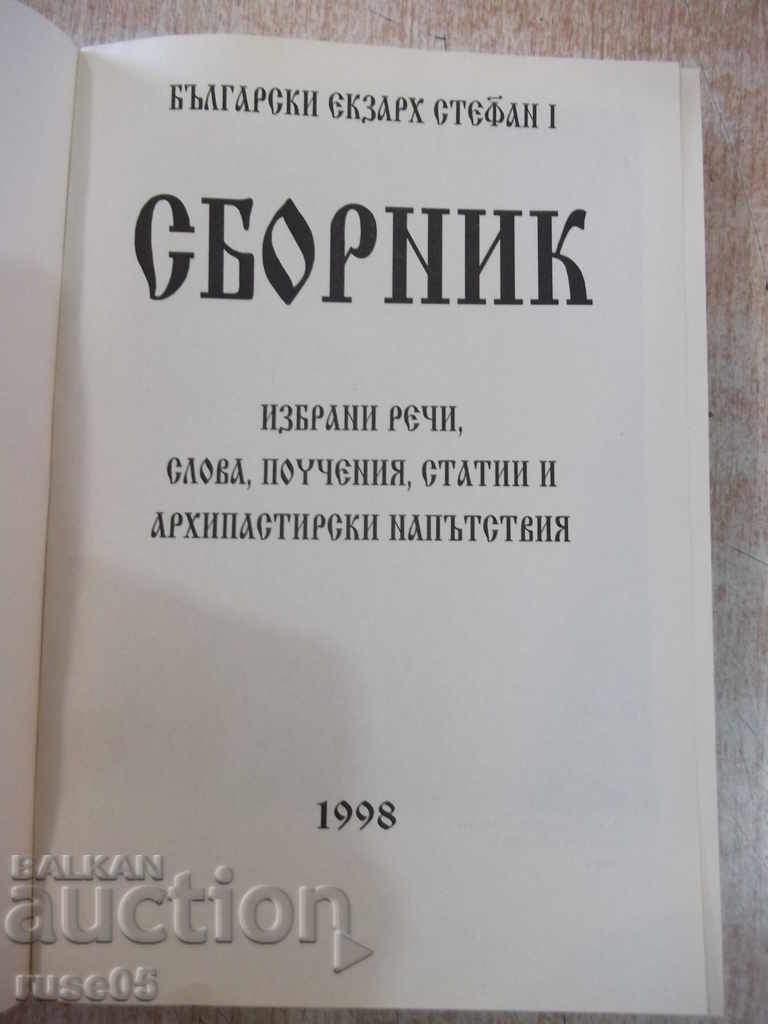 БЪЛГАРСКИ ЕКЗАРХ СТЕФАН I
СБОРНИК
ИЗБРАНИ РЕЧИ,
СЛОВА, ПОУЧЕНИЯ, СТАТИИ И
АРХИПАСТИРСКИ НАПЪТСТВИЯ
1998
BALKAN
auction
ruse05